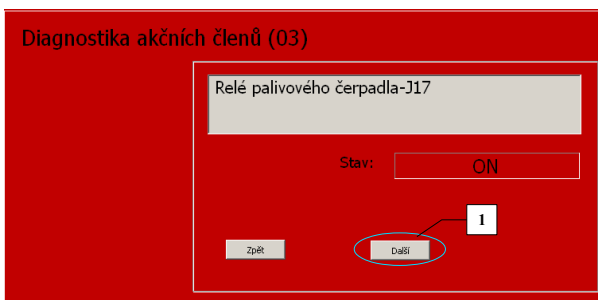 Diagnostika akčních členů (03)
Relé palivového čerpadla-J17
Stav:
ON
1
Zpět
Další